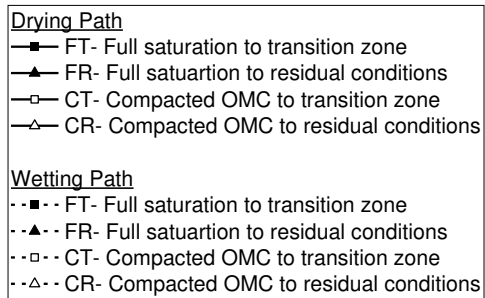 Drying Path
FT- Full saturation to transition zone
FR- Full satuartion to residual conditions
CT- Compacted OMC to transition zone
CR- Compacted OMC to residual conditions
Wetting Path
FT- Full saturation to transition zone
FR- Full satuartion to residual conditions
CT- Compacted OMC to transition zone
CR- Compacted OMC to residual conditions